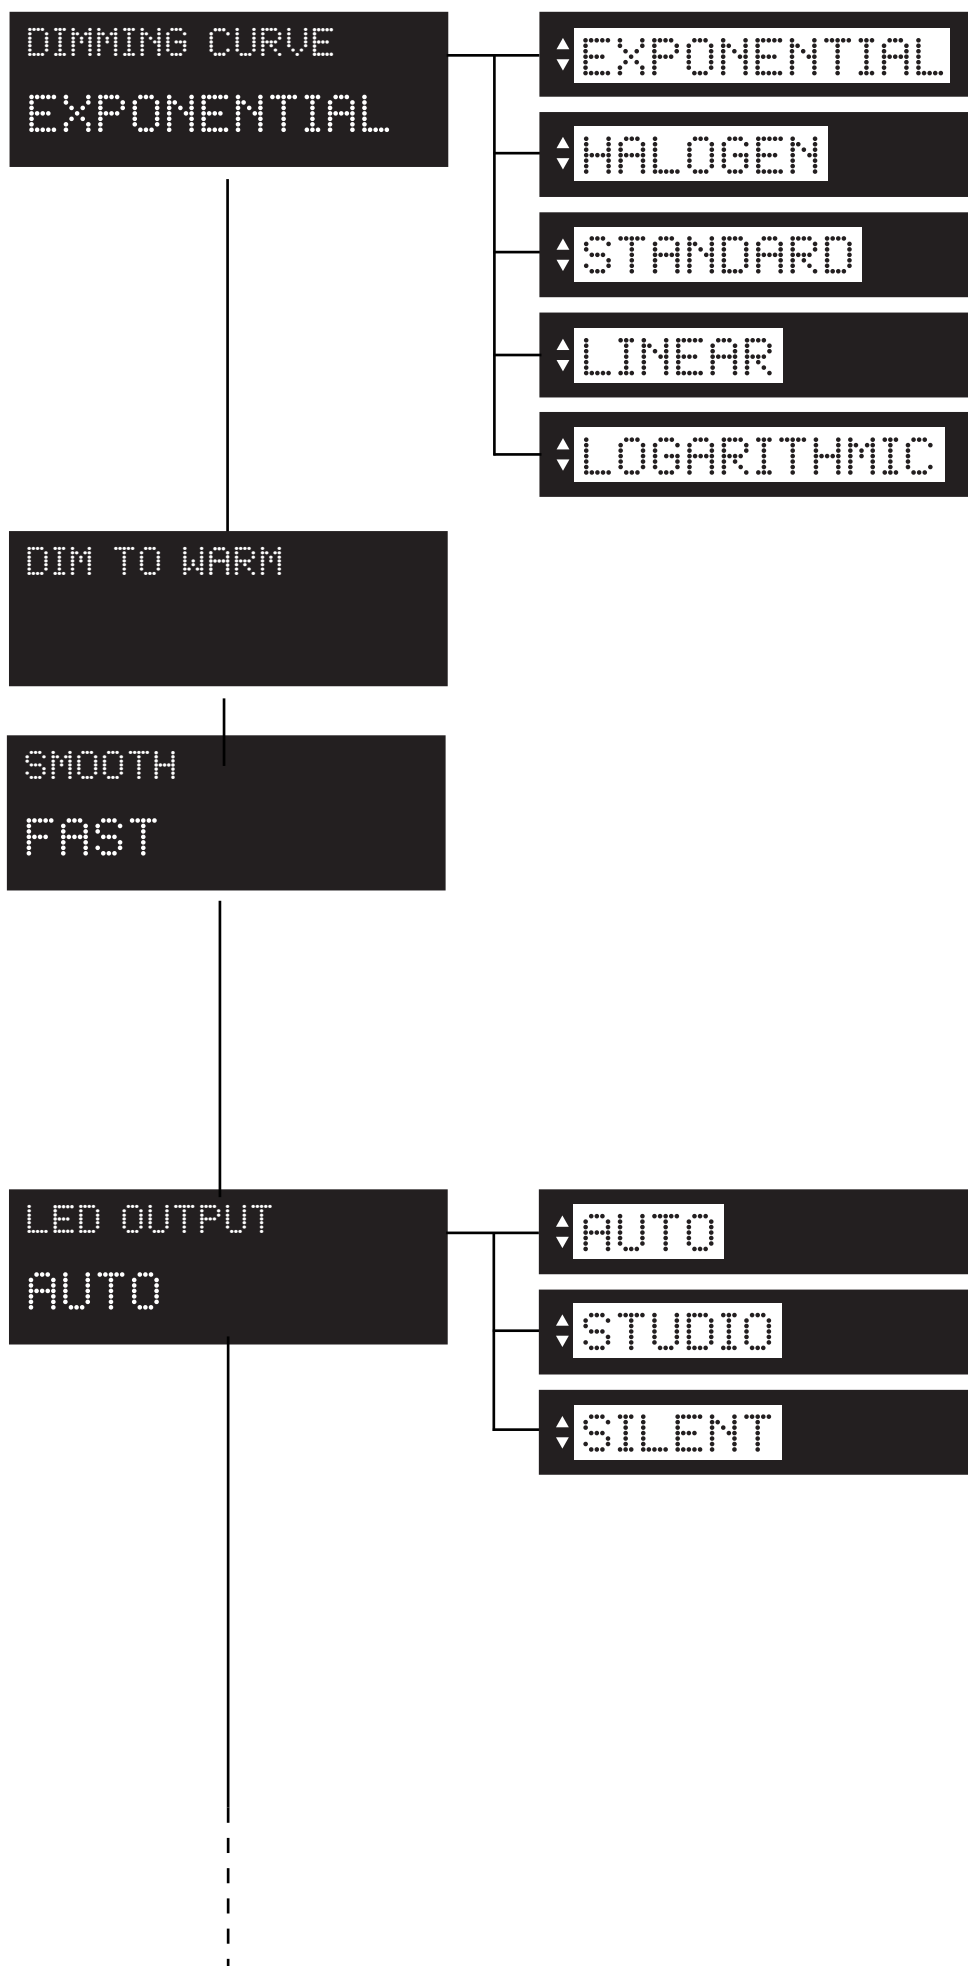 DIMMING CURVE
EXPONENTIAL
EXPONENTIAL
HALOGEN
STANDARD
LINEAR
LOGARITHMIC
DIM TO WARM
SMOOTH
FAST
LED OUTPUT
AUTO
AUTO
STUDIO
SILENT